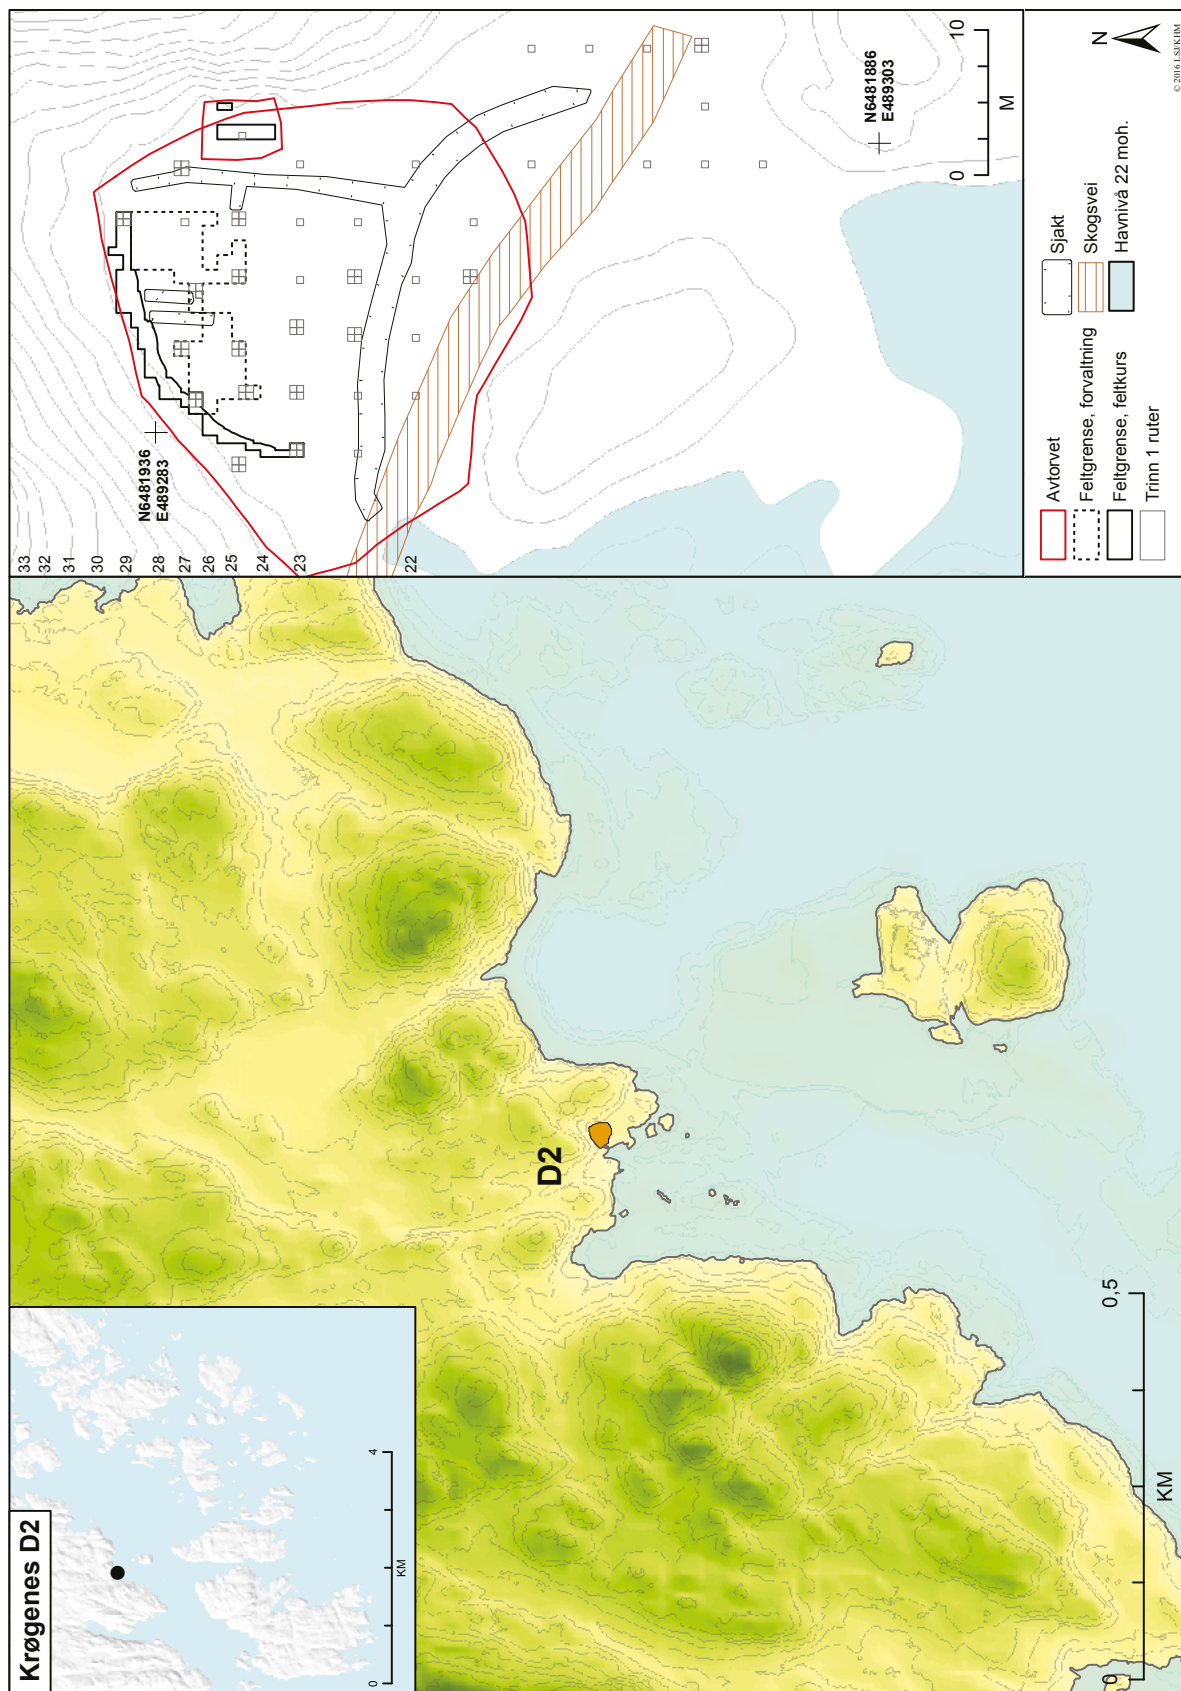 Krøgenes D2
0
4
KM
D2
0
0,5
KM
33
32
31
30
29
28
27
26
25
24
23
22
N6481936
E489283
N6481886
E489303
0
10
M
Avtorvet
Feltgrense, forvaltning
Feltgrense, feltkurs
Trinn 1 ruter
Sjakt
Skogsvei
Havnivå 22 moh.
N
© 2016 LSJ/KHM